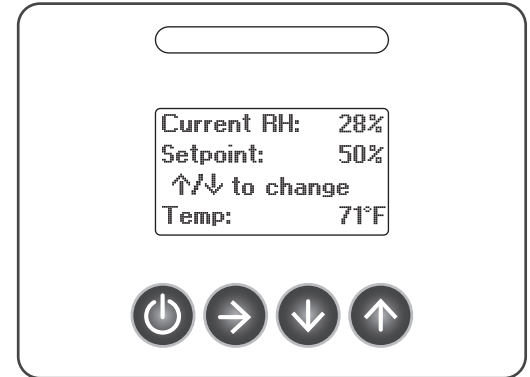 Current RH: 28%
Setpoint: 50%
↑/↓ to change
Temp: 71°F